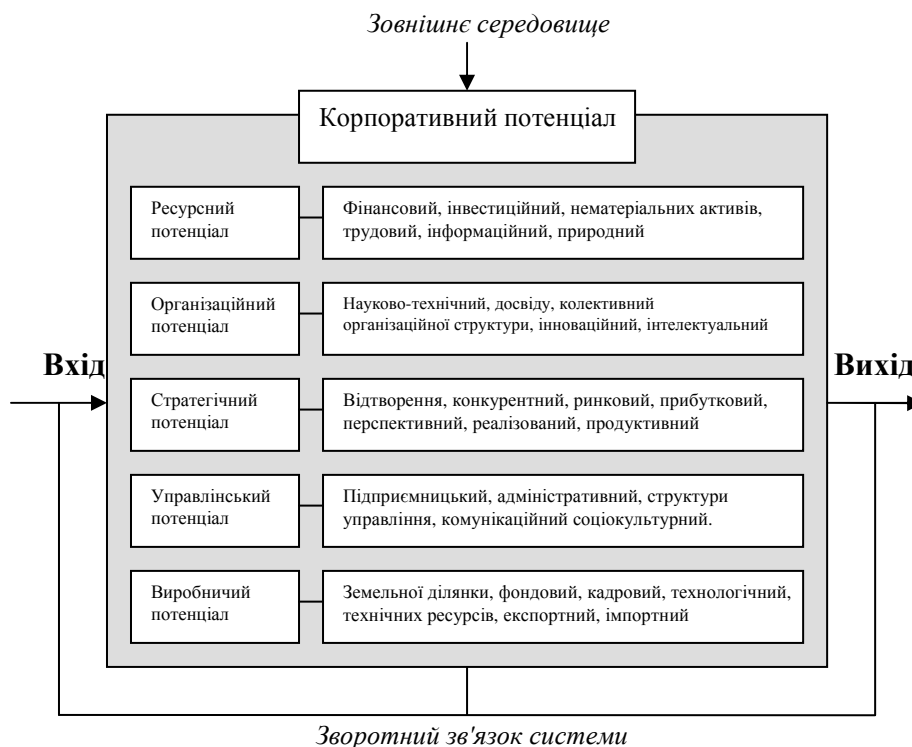 Зовнішнє середовище
Корпоративний потенціал
Ресурсний
потенціал
Фінансовий, інвестиційний, нематеріальних активів,
трудовий, інформаційний, природний
Організаційний
потенціал
Науково-технічний, досвіду, колективний
організаційної структури, інноваційний, інтелектуальний
Вхід
Вихід
Стратегічний
потенціал
Відтворення, конкурентний, ринковий, прибутковий,
перспективний, реалізований, продуктивний
Управлінський
потенціал
Підприємницький, адміністративний, структури
управління, комунікаційний соціокультурний.
Виробничий
потенціал
Земельної ділянки, фондовий, кадровий, технологічний,
технічних ресурсів, експортний, імпортний
Зворотний зв'язок системи